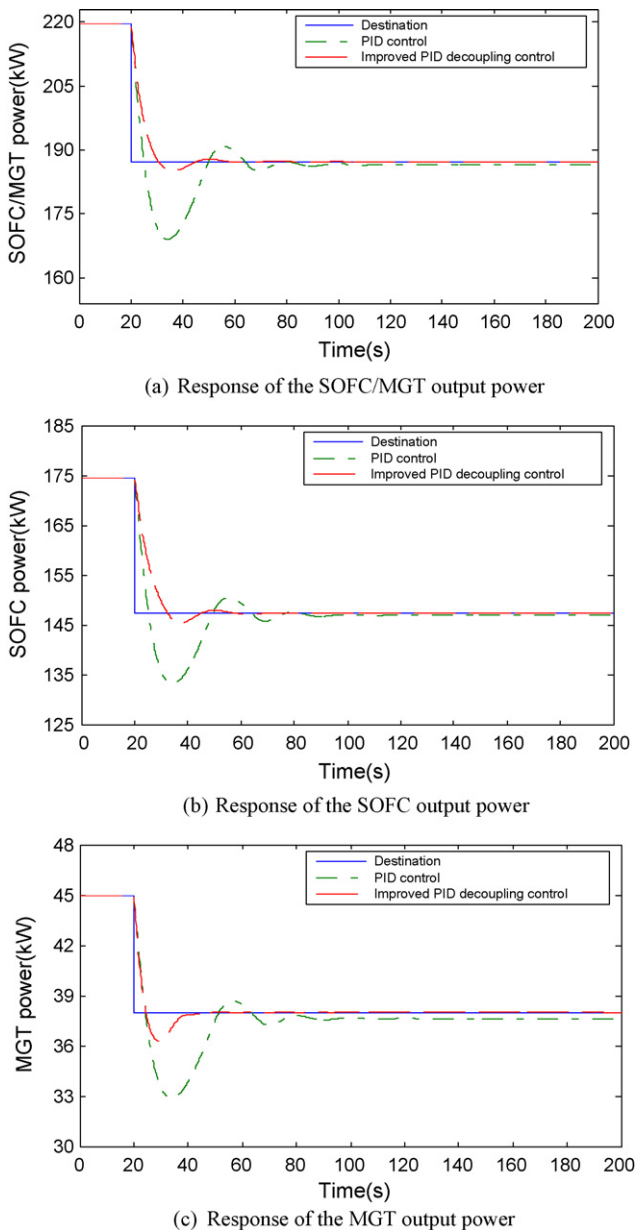 220
205
190
175
160
SOFC/MGT power(kW)
Destination
PID control
Improved PID decoupling control
0 20 40 60 80 100 120 140 160 180 200
Time(s)
(a) Response of the SOFC/MGT output power
185
175
165
155
145
135
125
SOFC power(kW)
Destination
PID control
Improved PID decoupling control
0 20 40 60 80 100 120 140 160 180 200
Time(s)
(b) Response of the SOFC output power
48
45
42
39
36
33
30
MGT power(kW)
Destination
PID control
Improved PID decoupling control
0 20 40 60 80 100 120 140 160 180 200
Time(s)
(c) Response of the MGT output power